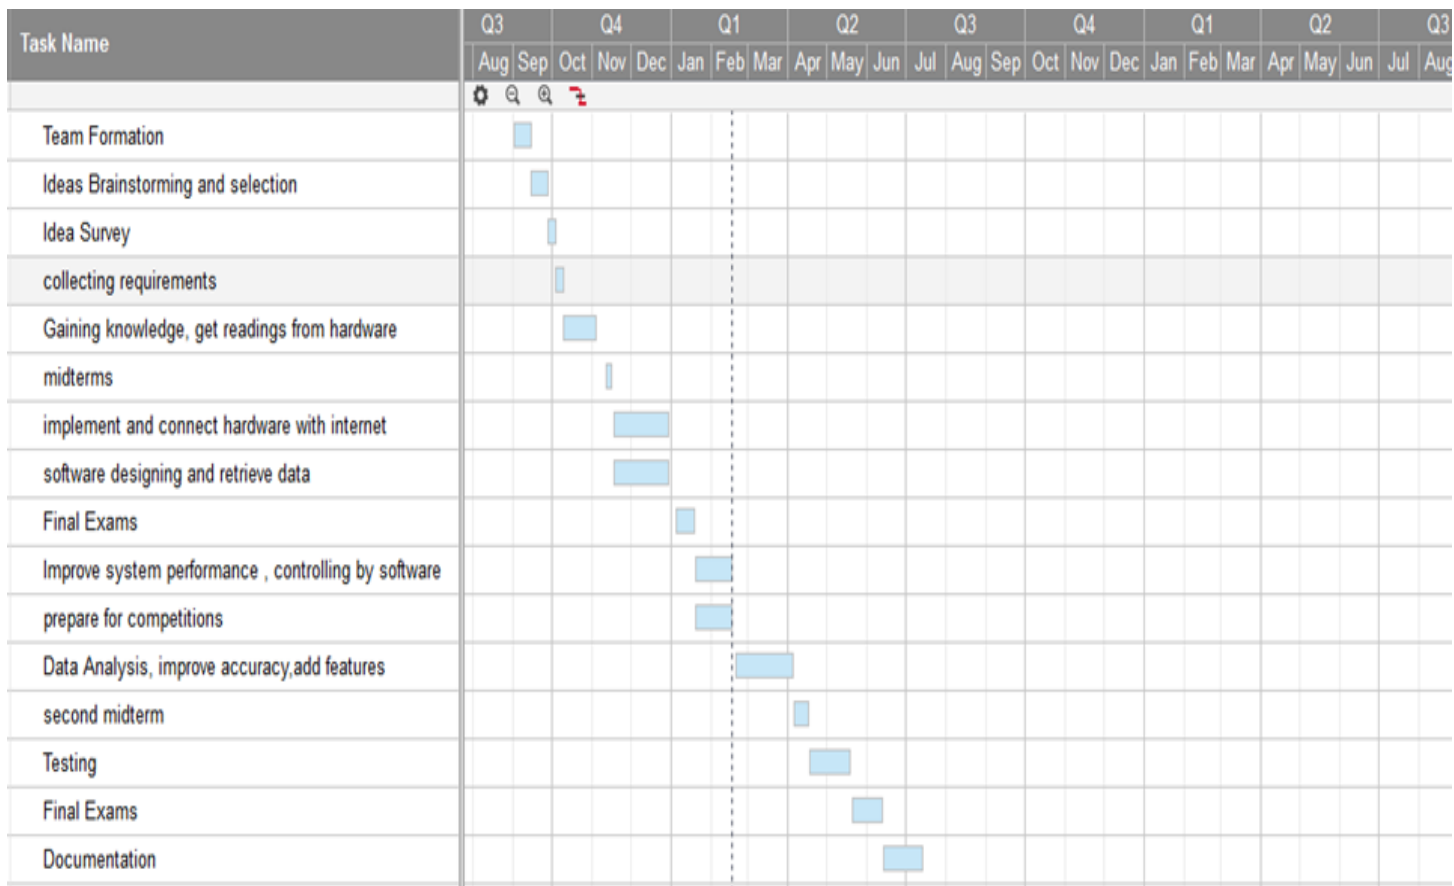 Task Name
Q3 Q4 Q1 Q2 Q3 Q4 Q1 Q2 Q3
Aug Sep Oct Nov Dec Jan Feb Mar Apr May Jun Jul Aug Sep Oct Nov Dec Jan Feb Mar Apr May Jun Jul Aug
Team Formation
Ideas Brainstorming and selection
Idea Survey
collecting requirements
Gaining knowledge, get readings from hardware
midterms
implement and connect hardware with internet
software designing and retrieve data
Final Exams
Improve system performance , controlling by software
prepare for competitions
Data Analysis, improve accuracy,add features
second midterm
Testing
Final Exams
Documentation